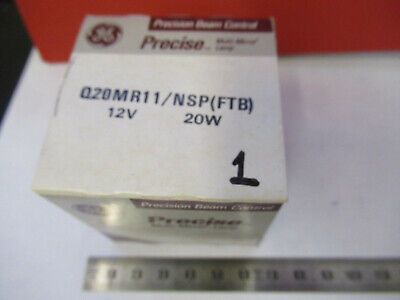 Precision Beam Control
GE Precise Multi-Mirror
Lamp
Q20MR11/NSP(FTB)
12V 20W
1
Precision Beam Control
Precise